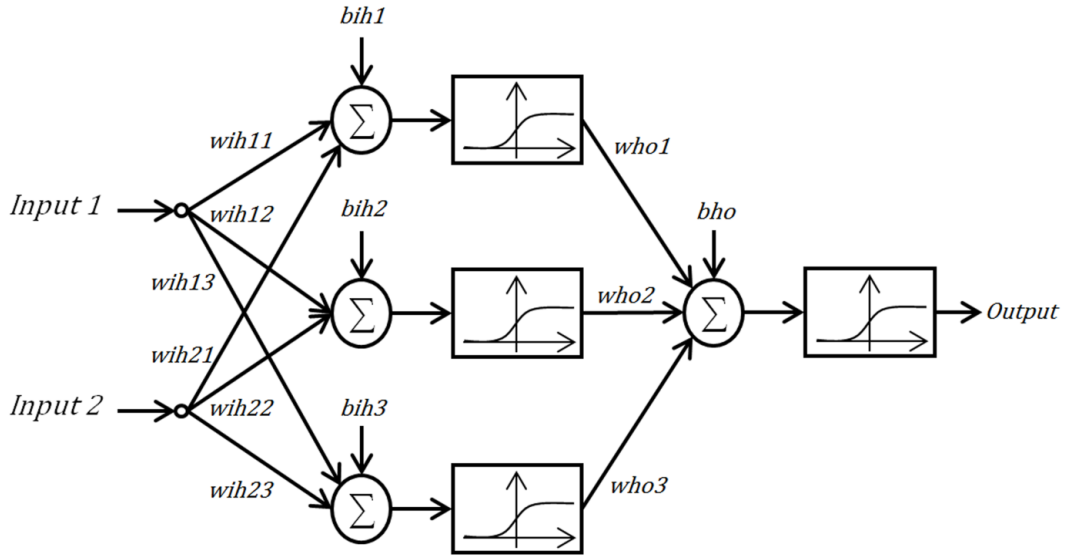 bih1
Σ
wih11
who1
Input 1
wih12
bih2
bho
wih13
who2
Σ
Σ
Output
wih21
Input 2
wih22
bih3
wih23
who3
Σ